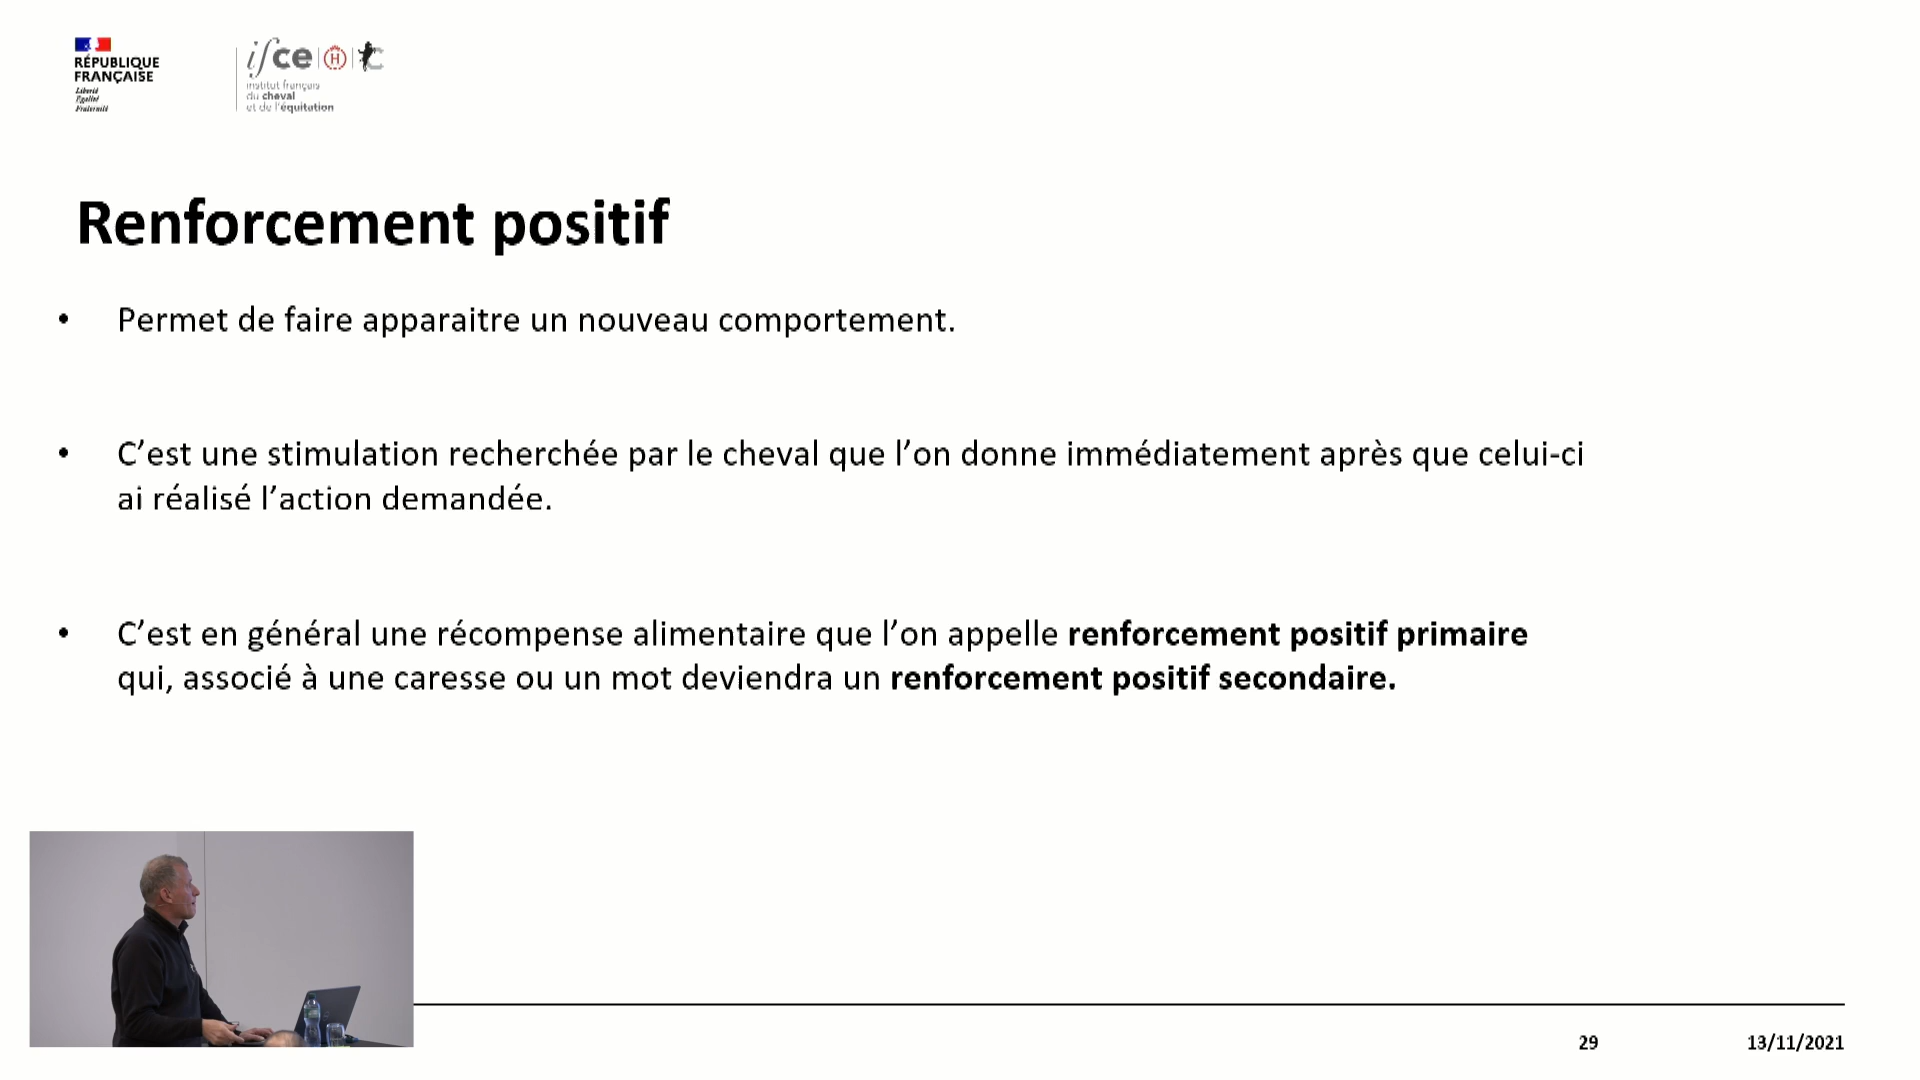 RÉPUBLIQUE
FRANÇAISE
Liberté
Égalité
Fraternité
ifce
institut français
du cheval
et de l'équitation
Renforcement positif
• Permet de faire apparaitre un nouveau comportement.
• C’est une stimulation recherchée par le cheval que l’on donne immédiatement après que celui-ci
ai réalisé l’action demandée.
• C’est en général une récompense alimentaire que l’on appelle renforcement positif primaire
qui, associé à une caresse ou un mot deviendra un renforcement positif secondaire.
29
13/11/2021